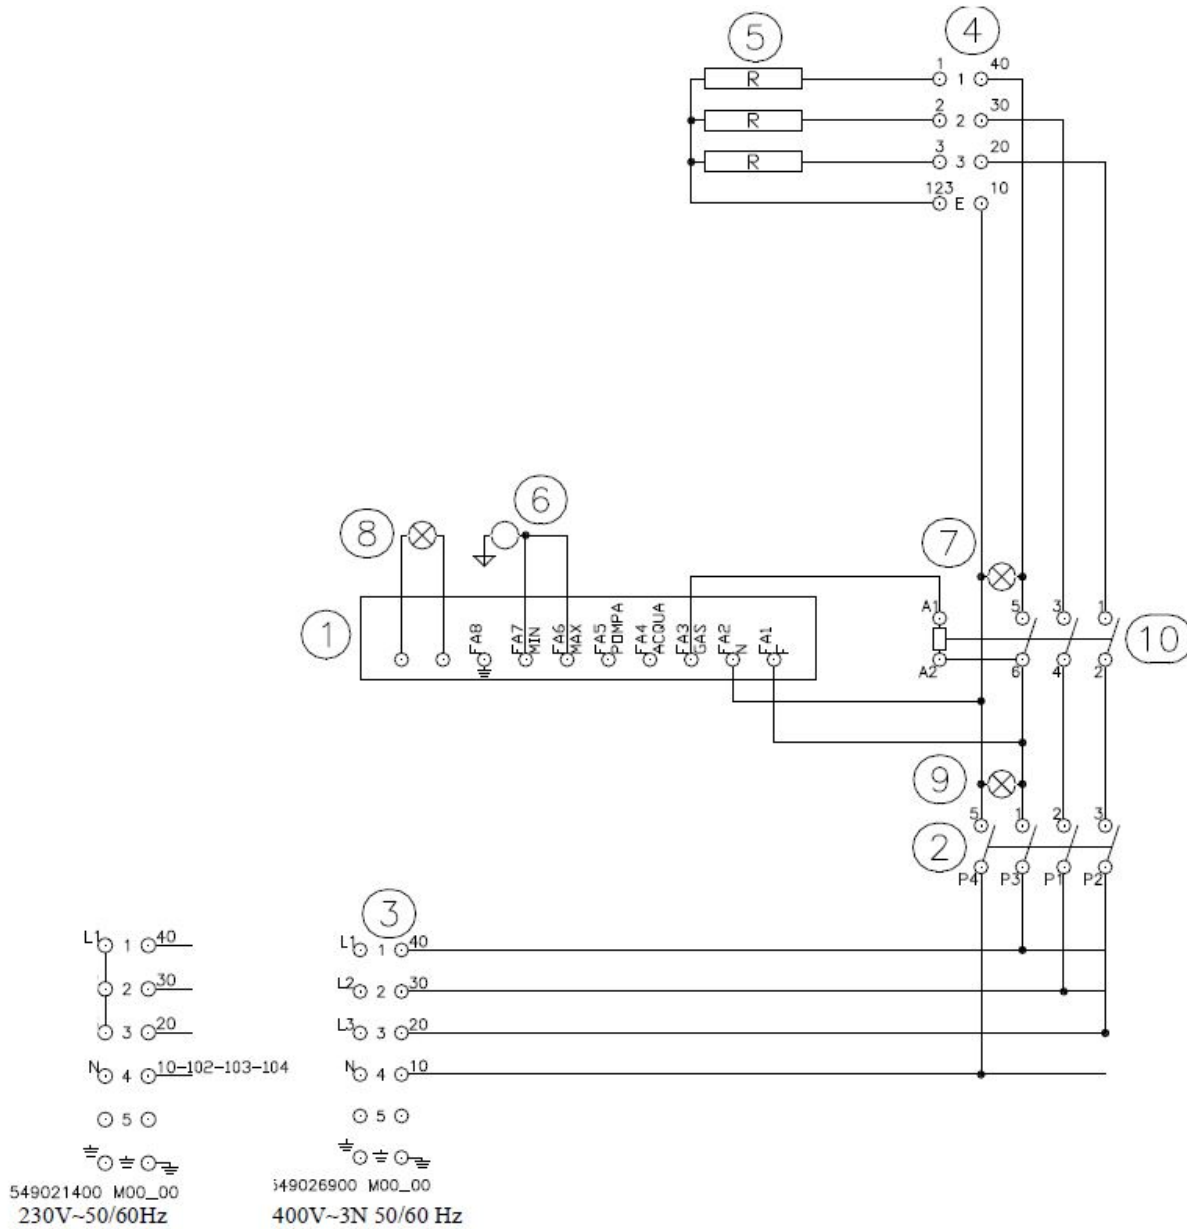 5 4
R 1 1 40
R 2 2 30
R 3 3 20
123 E 10
8 6 7
A1 5 3 1 10
1
FA8 FA7 MIN FA6 MAX FA5 POMPA FA4 ACQUA FA3 GAS FA2 N FA1 F
A2 6 4 2
9
5 1 2 3
2
P4 P3 P1 P2
3
L1 1 40
2 30
3 20
N 4 10-102-103-104
5
549021400 M00_00
230V~50/60Hz
L1 1 40
L2 2 30
L3 3 20
N 4 10
5
549026900 M00_00
400V~3N 50/60 Hz